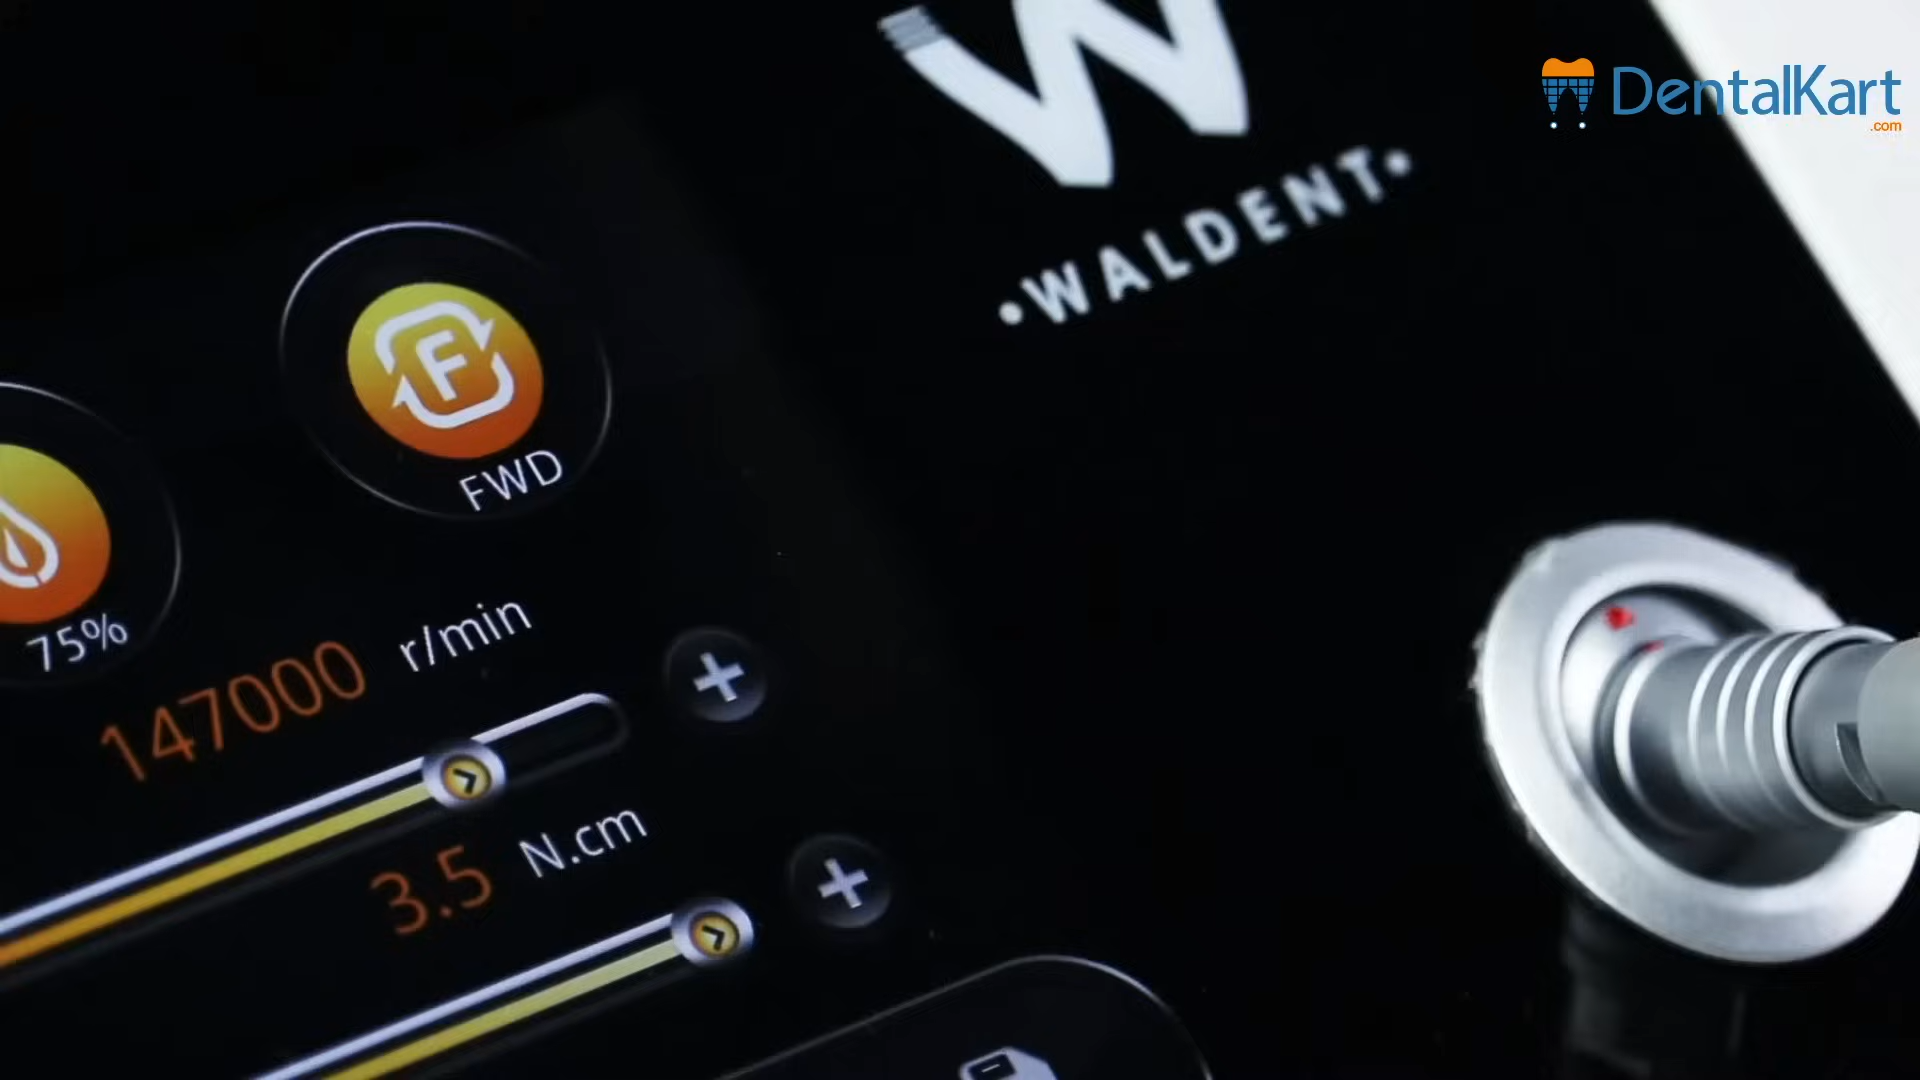 DentalKart
.com
W
•WALDENT•
F
FWD
75%
147000 r/min
3.5 N.cm